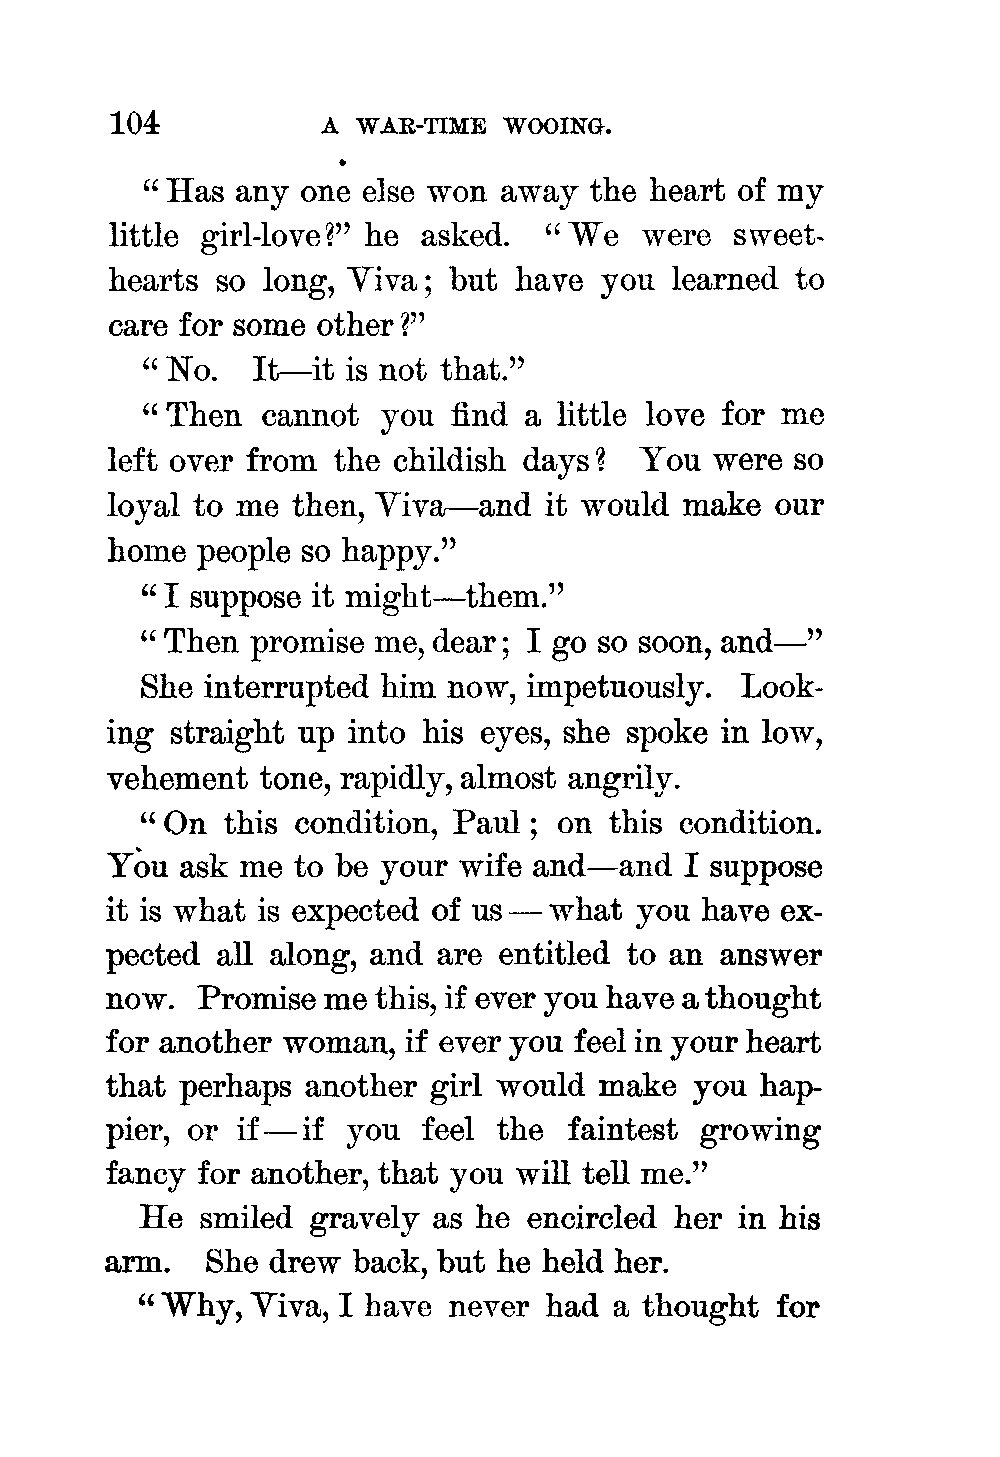 104 A WAR-TIME WOOING.
“Has any one else won away the heart of my
little girl-love?” he asked. “We were sweet-
hearts so long, Viva; but have you learned to
care for some other?”
“No. It—it is not that.”
“Then cannot you find a little love for me
left over from the childish days? You were so
loyal to me then, Viva—and it would make our
home people so happy.”
“I suppose it might—them.”
“Then promise me, dear; I go so soon, and—”
She interrupted him now, impetuously. Look-
ing straight up into his eyes, she spoke in low,
vehement tone, rapidly, almost angrily.
“On this condition, Paul; on this condition.
You ask me to be your wife and—and I suppose
it is what is expected of us—what you have ex-
pected all along, and are entitled to an answer
now. Promise me this, if ever you have a thought
for another woman, if ever you feel in your heart
that perhaps another girl would make you hap-
pier, or if—if you feel the faintest growing
fancy for another, that you will tell me.”
He smiled gravely as he encircled her in his
arm. She drew back, but he held her.
“Why, Viva, I have never had a thought for